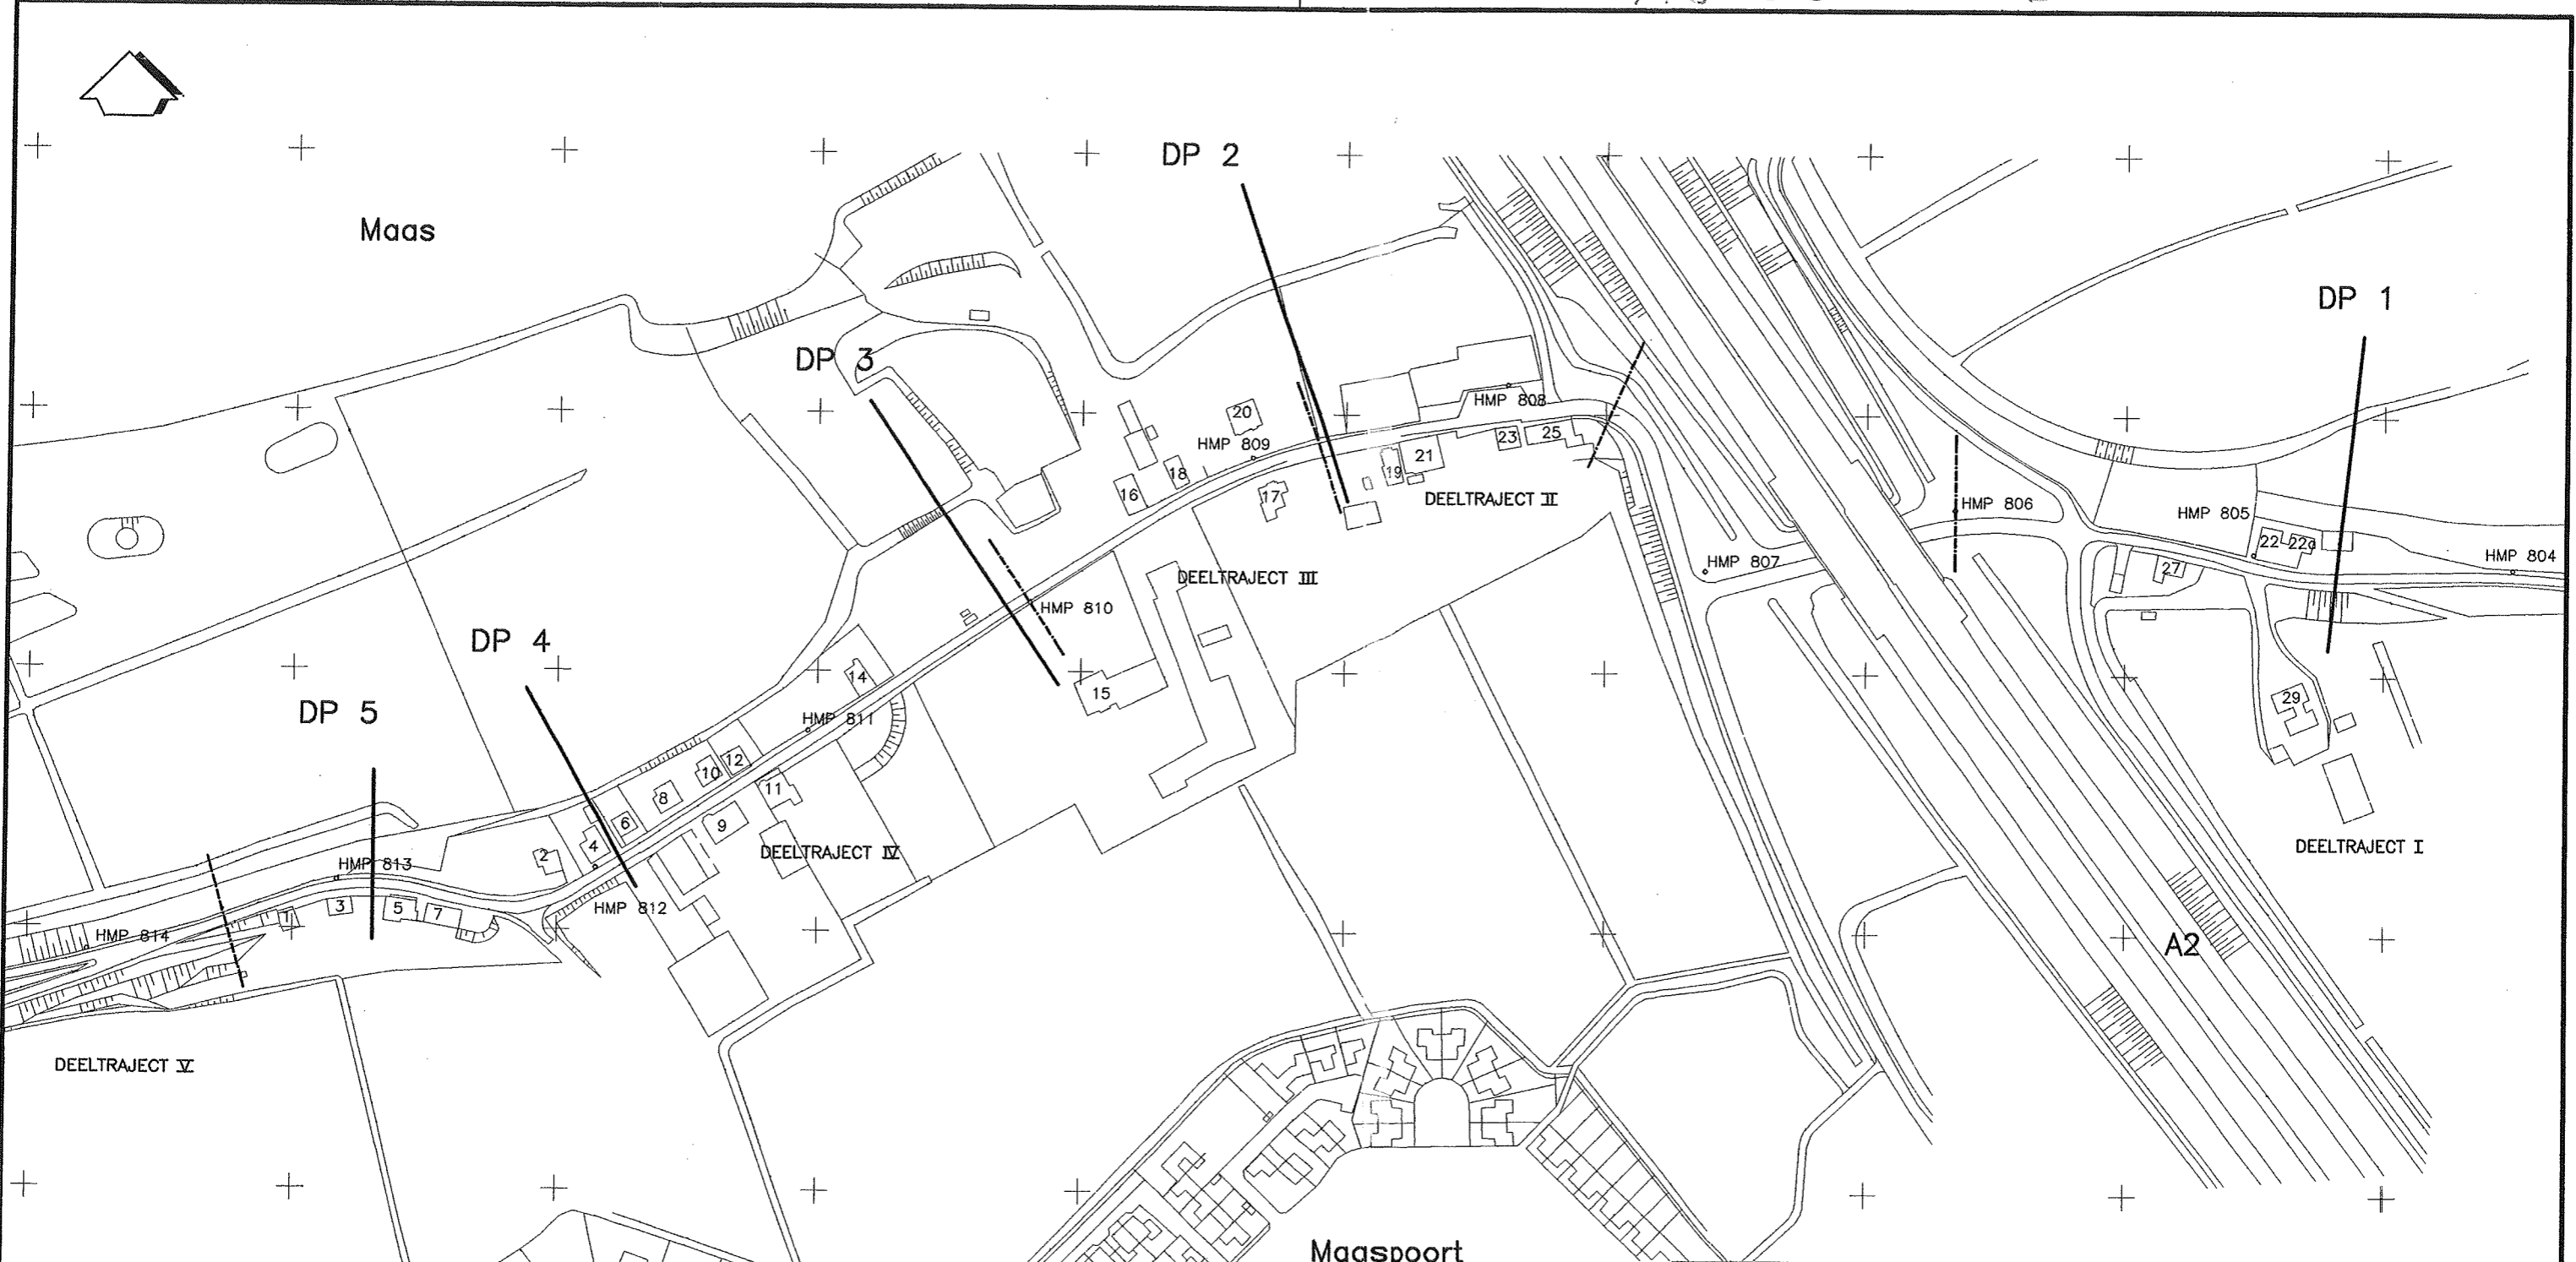 DP 2
Maas
DP 1
DP 3
20
HMP 808
HMP 809
23
25
21
19
18
16
17
DEELTRAJECT II
HMP 806
HMP 805
22
22a
HMP 804
HMP 807
27
DEELTRAJECT III
HMP 810
DP 4
14
15
29
DP 5
HMP 811
12
10
11
8
6
9
4
2
DEELTRAJECT IV
DEELTRAJECT I
HMP 813
HMP 812
1
3
5
7
HMP 814
A2
DEELTRAJECT V
Maaspoort